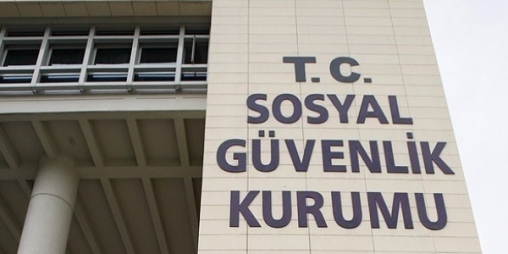 T. C.
SOSYAL
GÜVENLİK
KURUMU